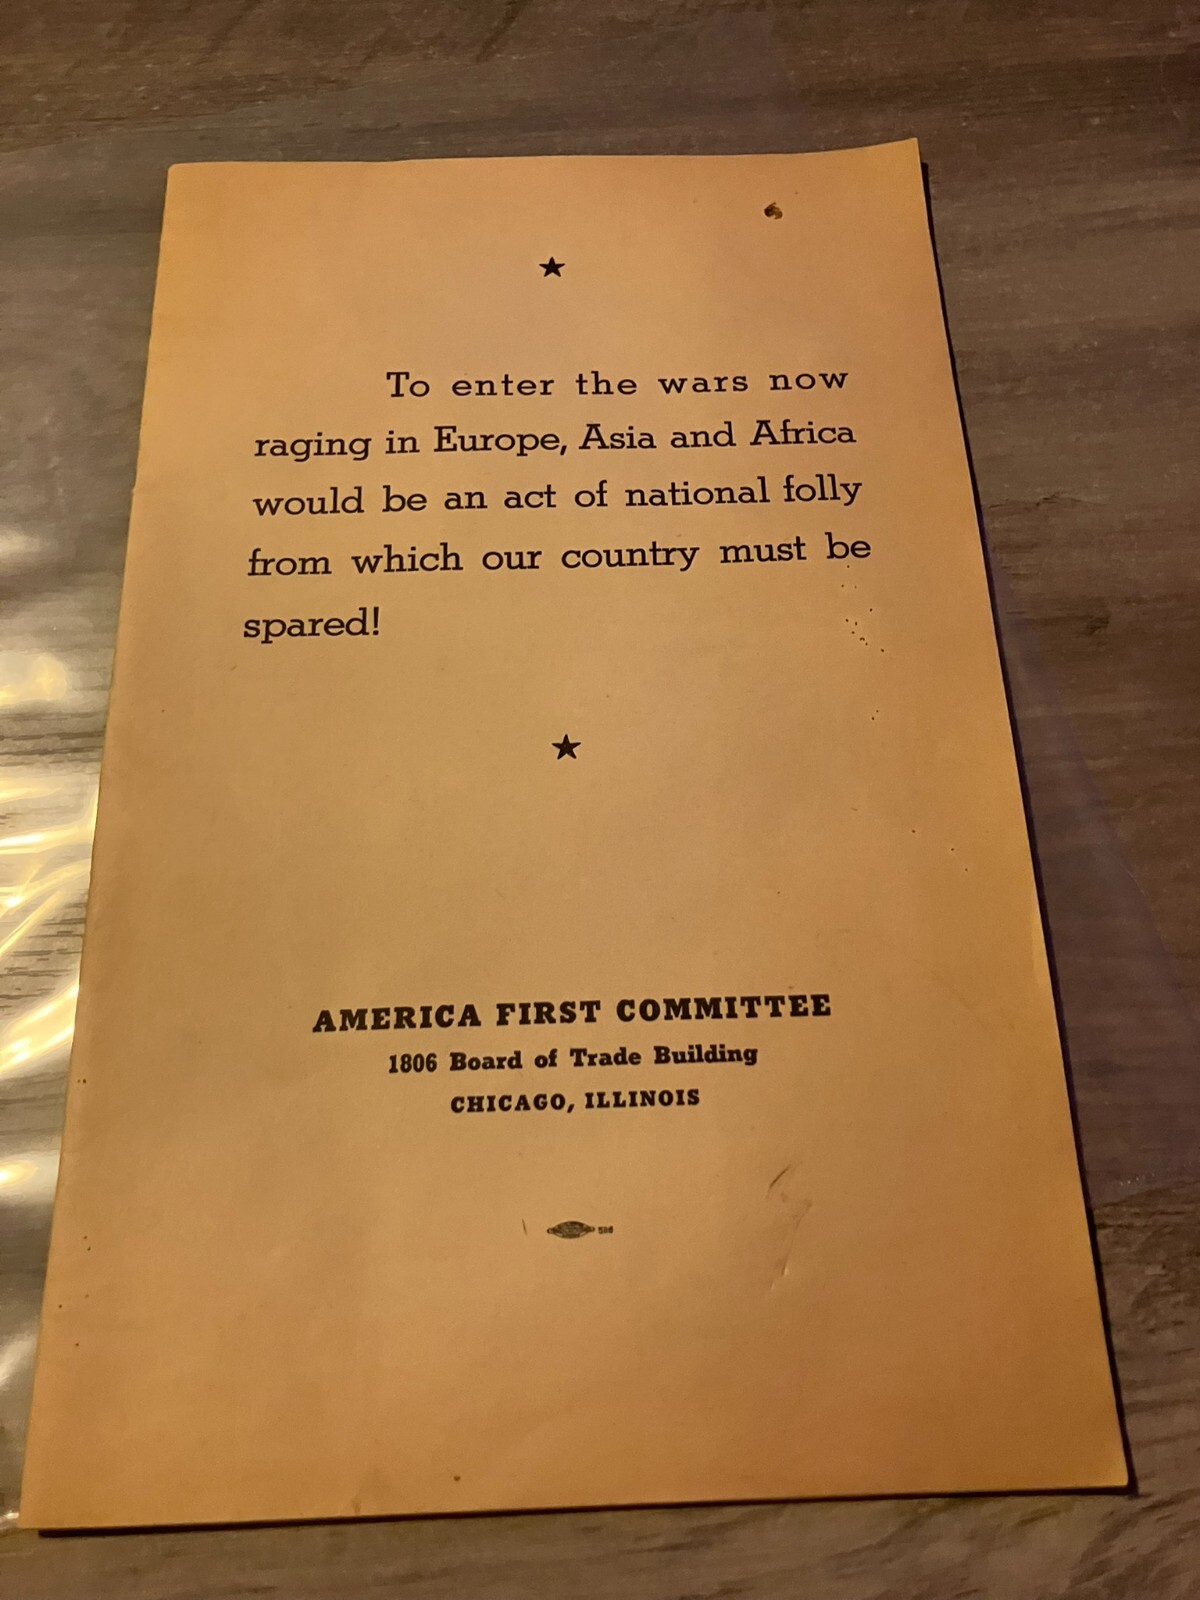 To enter the wars now
raging in Europe, Asia and Africa
would be an act of national folly
from which our country must be
spared!
AMERICA FIRST COMMITTEE
1806 Board of Trade Building
CHICAGO, ILLINOIS